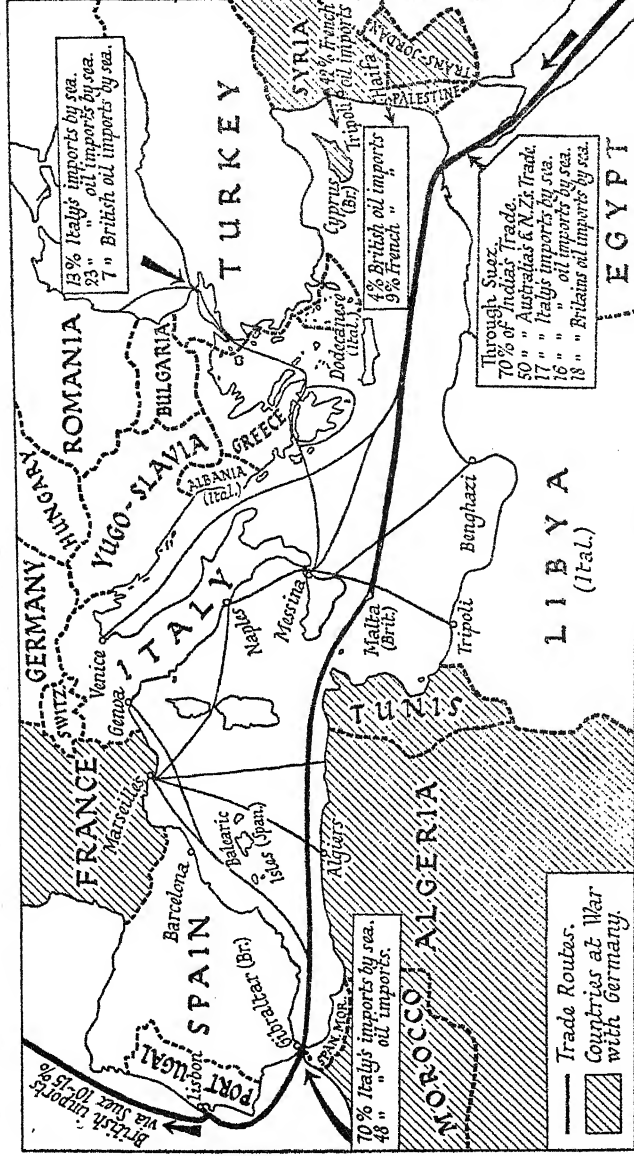 British imports
via Suez 10-15%
13% Italy's imports by sea.
23 " " oil imports by sea.
7 " British oil imports by sea.
GERMANY
HUNGARY
ROMANIA
SWITZ.
FRANCE
YUGO-SLAVIA
BULGARIA
TURKEY
SYRIA
Venice
Genoa
Marseilles
ITALY
ALBANIA
(Ital.)
GREECE
Dodecanese
(Ital.)
Cyprus
(Br.)
Tripoli
42% French
oil imports
Haifa
PALESTINE
TRANS-JORDAN
4% British oil imports
9% French " "
PORTUGAL
Lisbon
SPAIN
Barcelona
Balearic
Isles (Span.)
Naples
Messina
Gibraltar (Br.)
SPAN. MOR.
Algiers
Malta
(Brit.)
Tripoli
Benghazi
Through Suez
70% of India's Trade.
50 " " Australia's & N.Z's. Trade.
17 " " Italy's imports by sea.
16 " " " oil imports by sea.
18 " " Britains oil imports by sea.
70% Italy's imports by sea.
48 " " oil imports.
MOROCCO
ALGERIA
TUNIS
LIBYA
(Ital.)
EGYPT
Trade Routes.
Countries at War
with Germany.